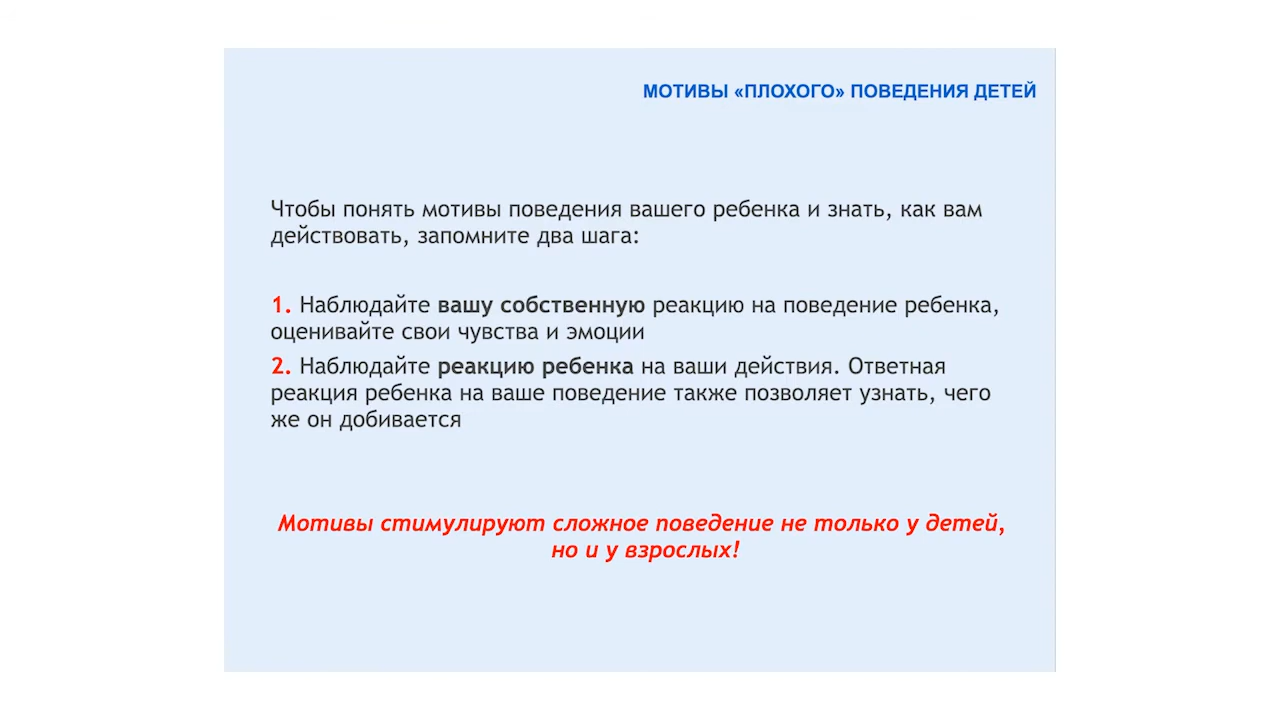 МОТИВЫ «ПЛОХОГО» ПОВЕДЕНИЯ ДЕТЕЙ
Чтобы понять мотивы поведения вашего ребенка и знать, как вам
действовать, запомните два шага:
1. Наблюдайте вашу собственную реакцию на поведение ребенка,
оценивайте свои чувства и эмоции
2. Наблюдайте реакцию ребенка на ваши действия. Ответная
реакция ребенка на ваше поведение также позволяет узнать, чего
же он добивается
Мотивы стимулируют сложное поведение не только у детей,
но и у взрослых!